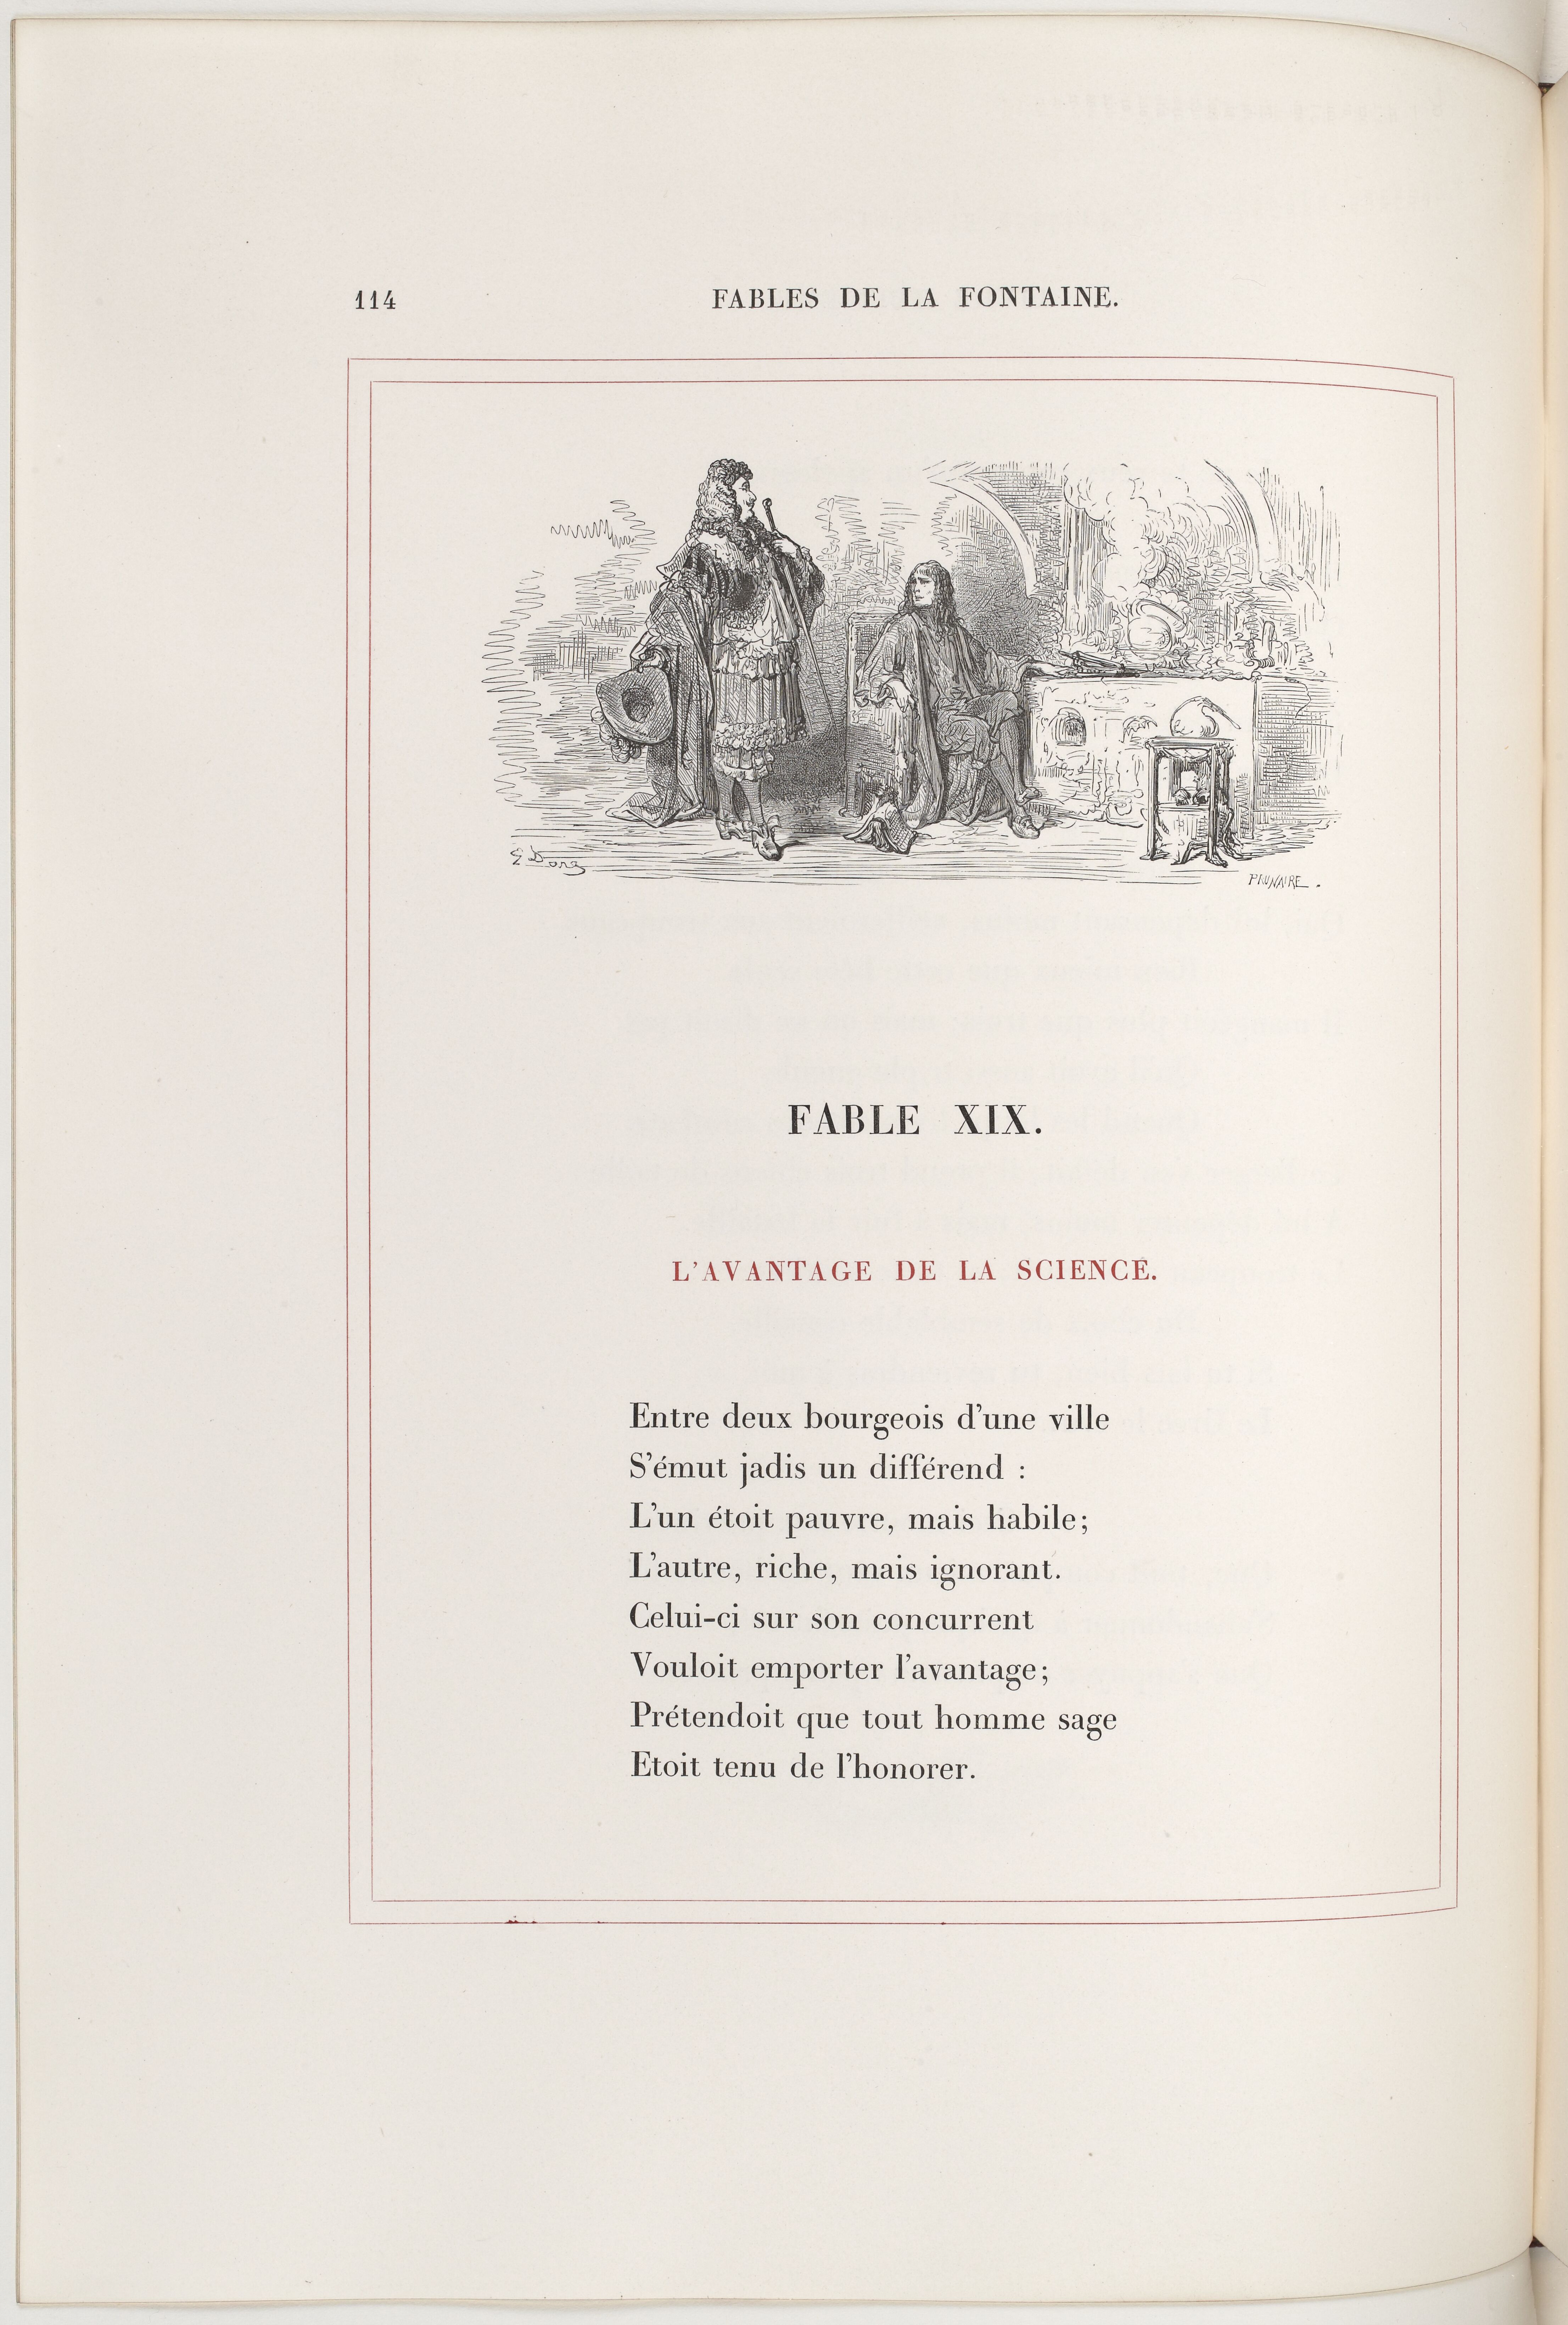 114
FABLES DE LA FONTAINE.
G Doré
PAUNAIRE.
FABLE XIX.
L'AVANTAGE DE LA SCIENCE.
Entre deux bourgeois d'une ville
S'émut jadis un différend :
L'un étoit pauvre, mais habile;
L'autre, riche, mais ignorant.
Celui-ci sur son concurrent
Vouloit emporter l'avantage;
Prétendoit que tout homme sage
Etoit tenu de l'honorer.